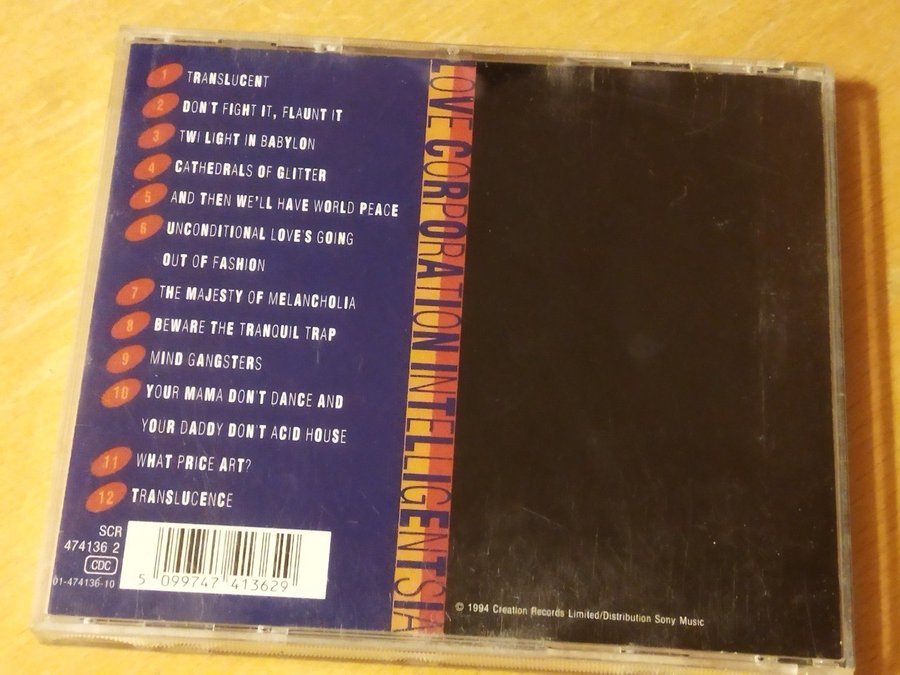 1 TRANSLUCENT
2 DON'T FIGHT IT, FLAUNT IT
3 TWILIGHT IN BABYLON
4 CATHEDRALS OF GLITTER
5 AND THEN WE'LL HAVE WORLD PEACE
6 UNCONDITIONAL LOVE'S GOING
OUT OF FASHION
7 THE MAJESTY OF MELANCHOLIA
8 BEWARE THE TRANQUIL TRAP
9 MIND GANGSTERS
10 YOUR MAMA DON'T DANCE AND
YOUR DADDY DON'T ACID HOUSE
11 WHAT PRICE ART?
12 TRANSLUCENCE
SCR
474136 2
CDC
01-474136-10
5 099747 413629
LOVE CORPORATION INTELLIGENTSIA
© 1994 Creation Records Limited/Distribution Sony Music